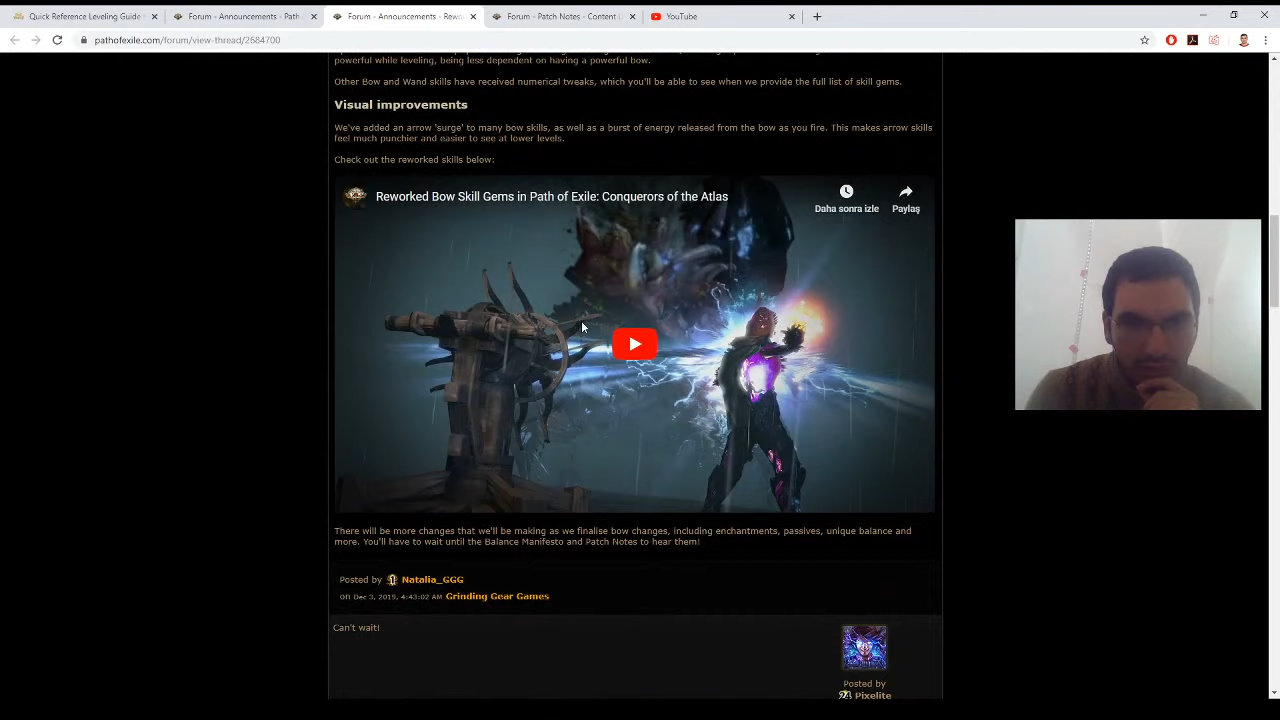 Quick Reference Leveling Guide
Forum - Announcements - Path
Forum - Announcements - Rewo
Forum - Patch Notes - Content
YouTube
pathofexile.com/forum/view-thread/2684700
powerful while leveling, being less dependent on having a powerful bow.
Other Bow and Wand skills have received numerical tweaks, which you'll be able to see when we provide the full list of skill gems.
Visual improvements
We've added an arrow 'surge' to many bow skills, as well as a burst of energy released from the bow as you fire. This makes arrow skills
feel much punchier and easier to see at lower levels.
Check out the reworked skills below:
Reworked Bow Skill Gems in Path of Exile: Conquerors of the Atlas
Daha sonra izle
Paylaş
There will be more changes that we'll be making as we finalise bow changes, including enchantments, passives, unique balance and
more. You'll have to wait until the Balance Manifesto and Patch Notes to hear them!
Posted by Natalia_GGG
on Dec 3, 2019, 4:43:02 AM Grinding Gear Games
Can't wait!
Posted by
Pixelite